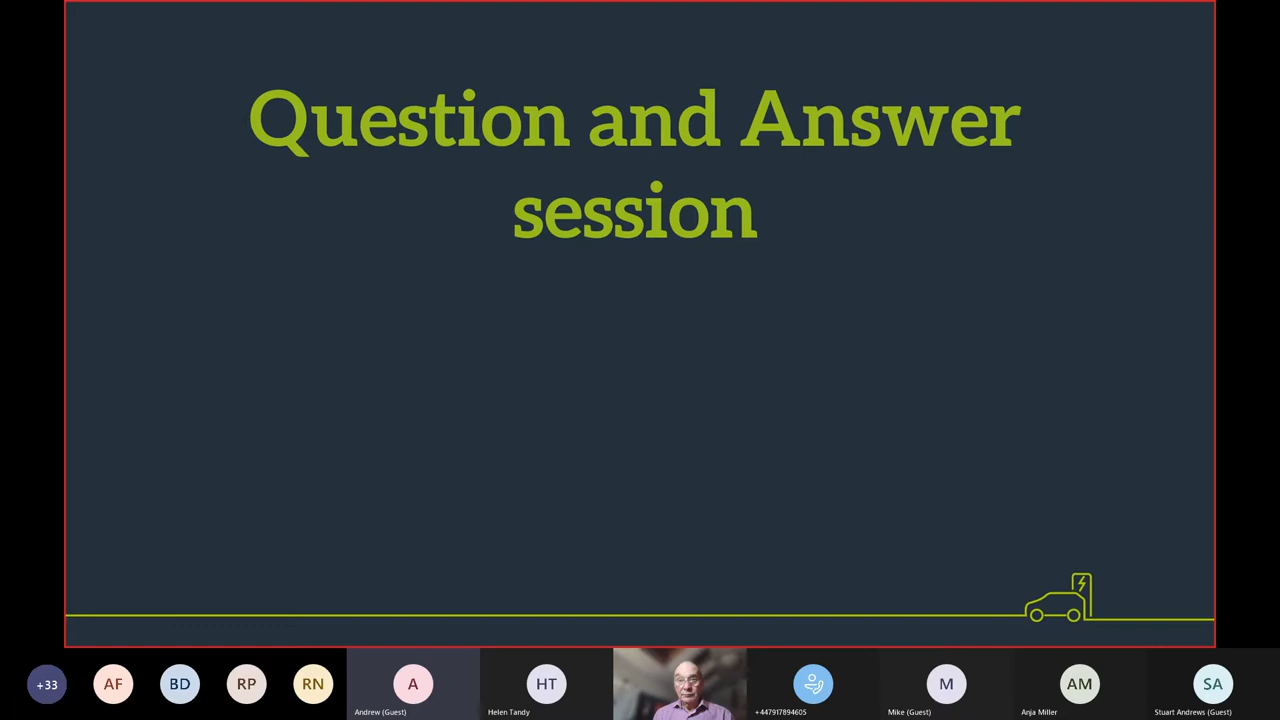 Question and Answer
session
+33
AF
BD
RP
RN
A
HT
M
AM
SA
Andrew (Guest)
Helen Tandy
+447917894605
Mike (Guest)
Anja Miller
Stuart Andrews (Guest)